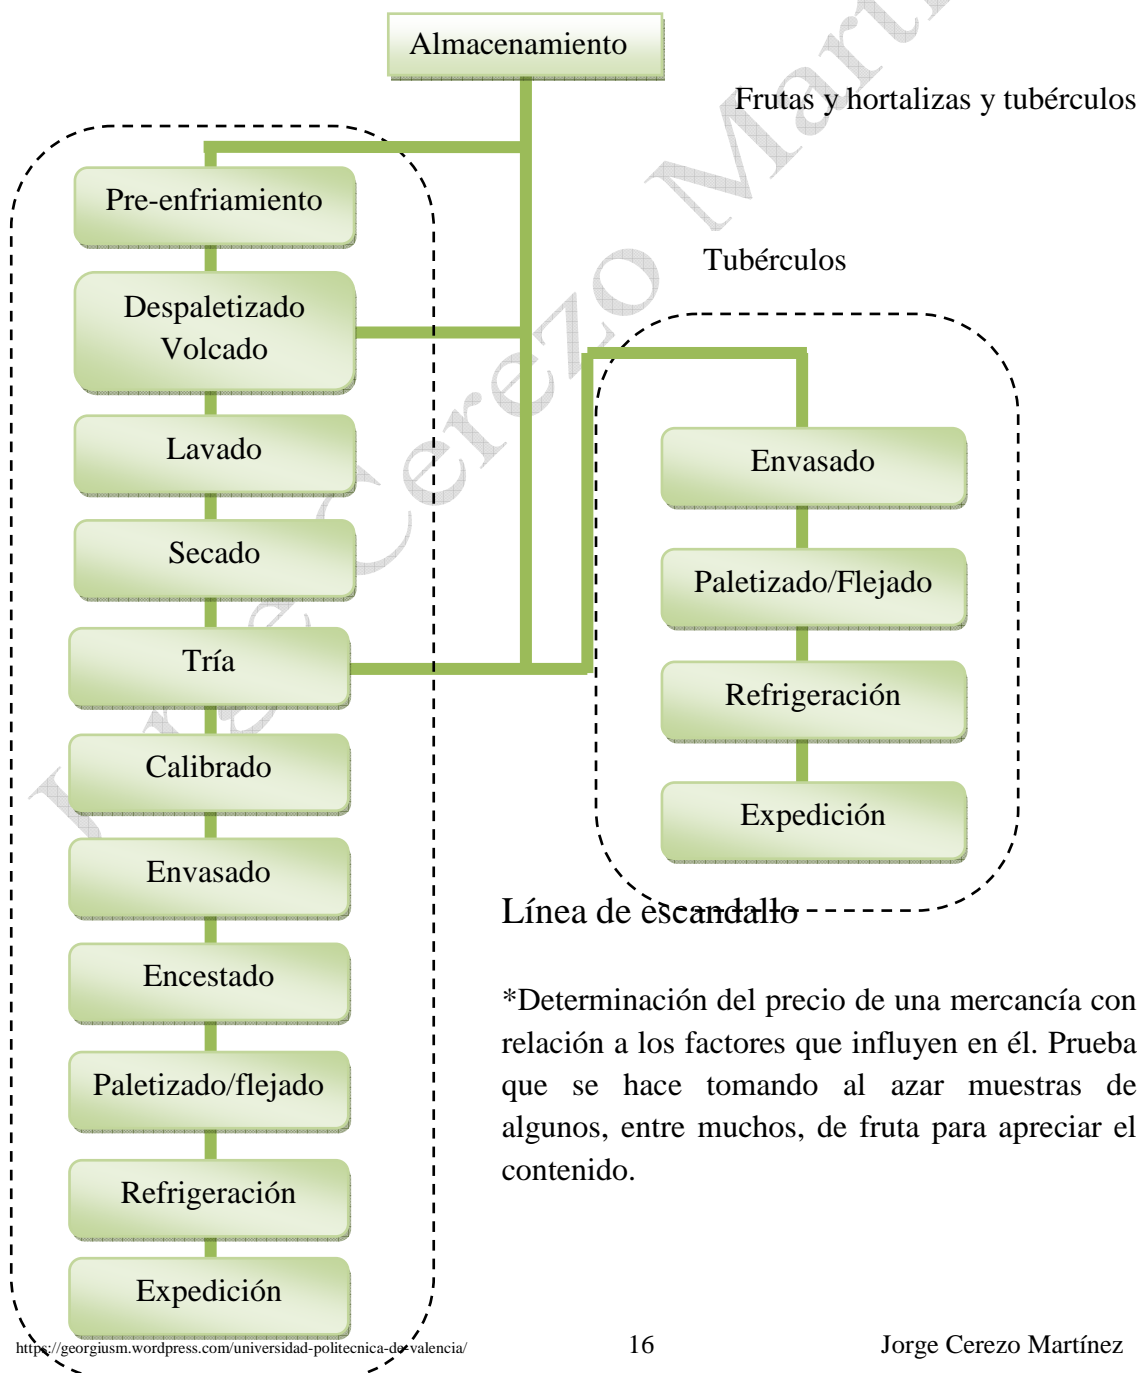 Almacenamiento
Frutas y hortalizas y tubérculos
Pre-enfriamiento
Despaletizado
Volcado
Lavado
Secado
Tría
Calibrado
Envasado
Encestado
Paletizado/flejado
Refrigeración
Expedición
Tubérculos
Envasado
Paletizado/Flejado
Refrigeración
Expedición
Línea de escandallo
*Determinación del precio de una mercancía con
relación a los factores que influyen en él. Prueba
que se hace tomando al azar muestras de
algunos, entre muchos, de fruta para apreciar el
contenido.
https://georgiusm.wordpress.com/universidad-politecnica-de-valencia/
16
Jorge Cerezo Martínez